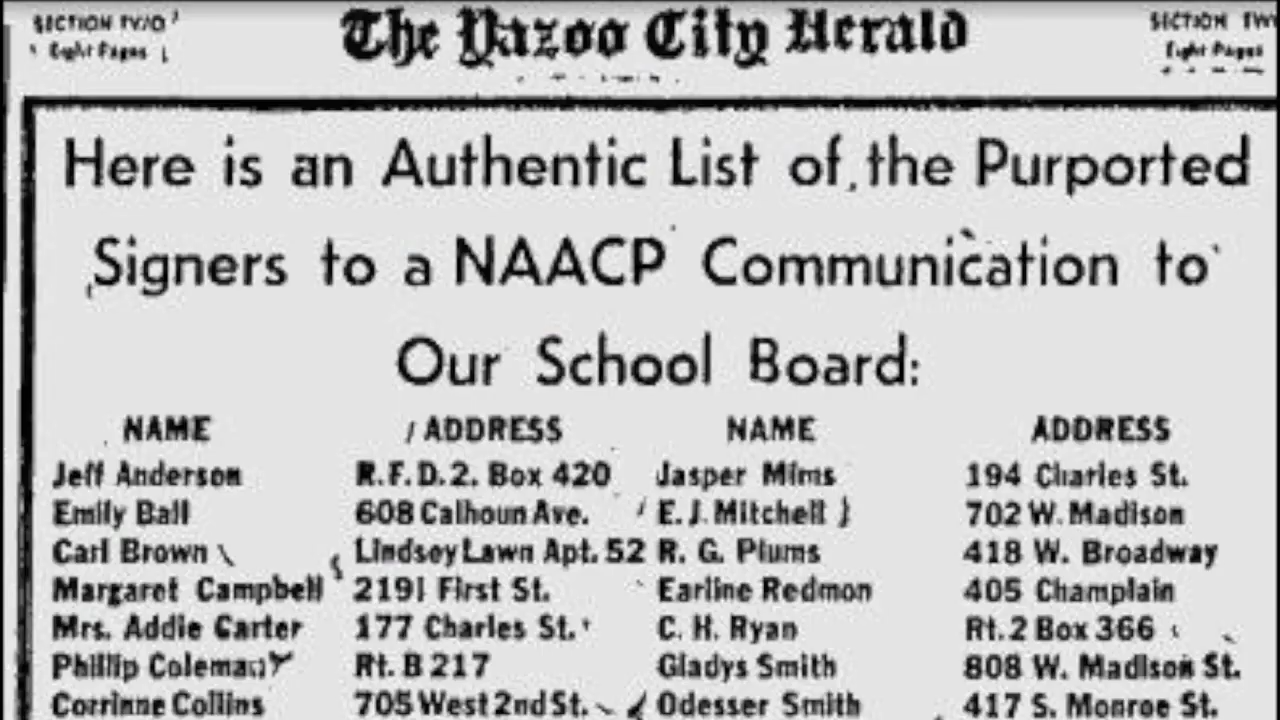 SECTION TWO
Eight Pages
The Yazoo City Herald
SECTION TW
Eight Pages
Here is an Authentic List of the Purported
Signers to a NAACP Communication to
Our School Board:
NAME ADDRESS NAME ADDRESS
Jeff Anderson R.F.D.2. Box 420 Jasper Mims 194 Charles St.
Emily Ball 608 Calhoun Ave. E. J. Mitchell 702 W. Madison
Carl Brown Lindsey Lawn Apt. 52 R. G. Plums 418 W. Broadway
Margaret Campbell 2191 First St. Earline Redmon 405 Champlain
Mrs. Addie Carter 177 Charles St. C. H. Ryan Rt. 2 Box 366
Phillip Coleman Rt. B 217 Gladys Smith 808 W. Madison St.
Corrinne Collins 705 West 2nd St. Odesser Smith 417 S. Monroe St.